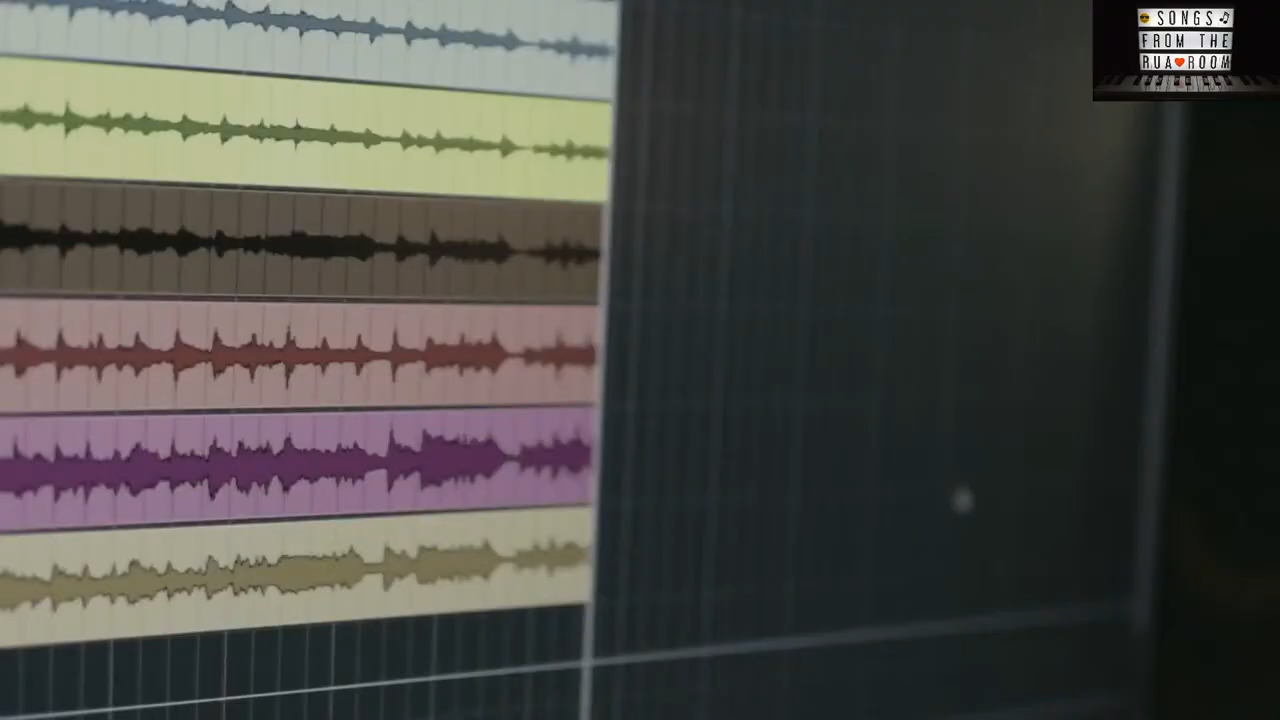 😎 SONGS 🎵
FROM THE
RUA❤️ROOM